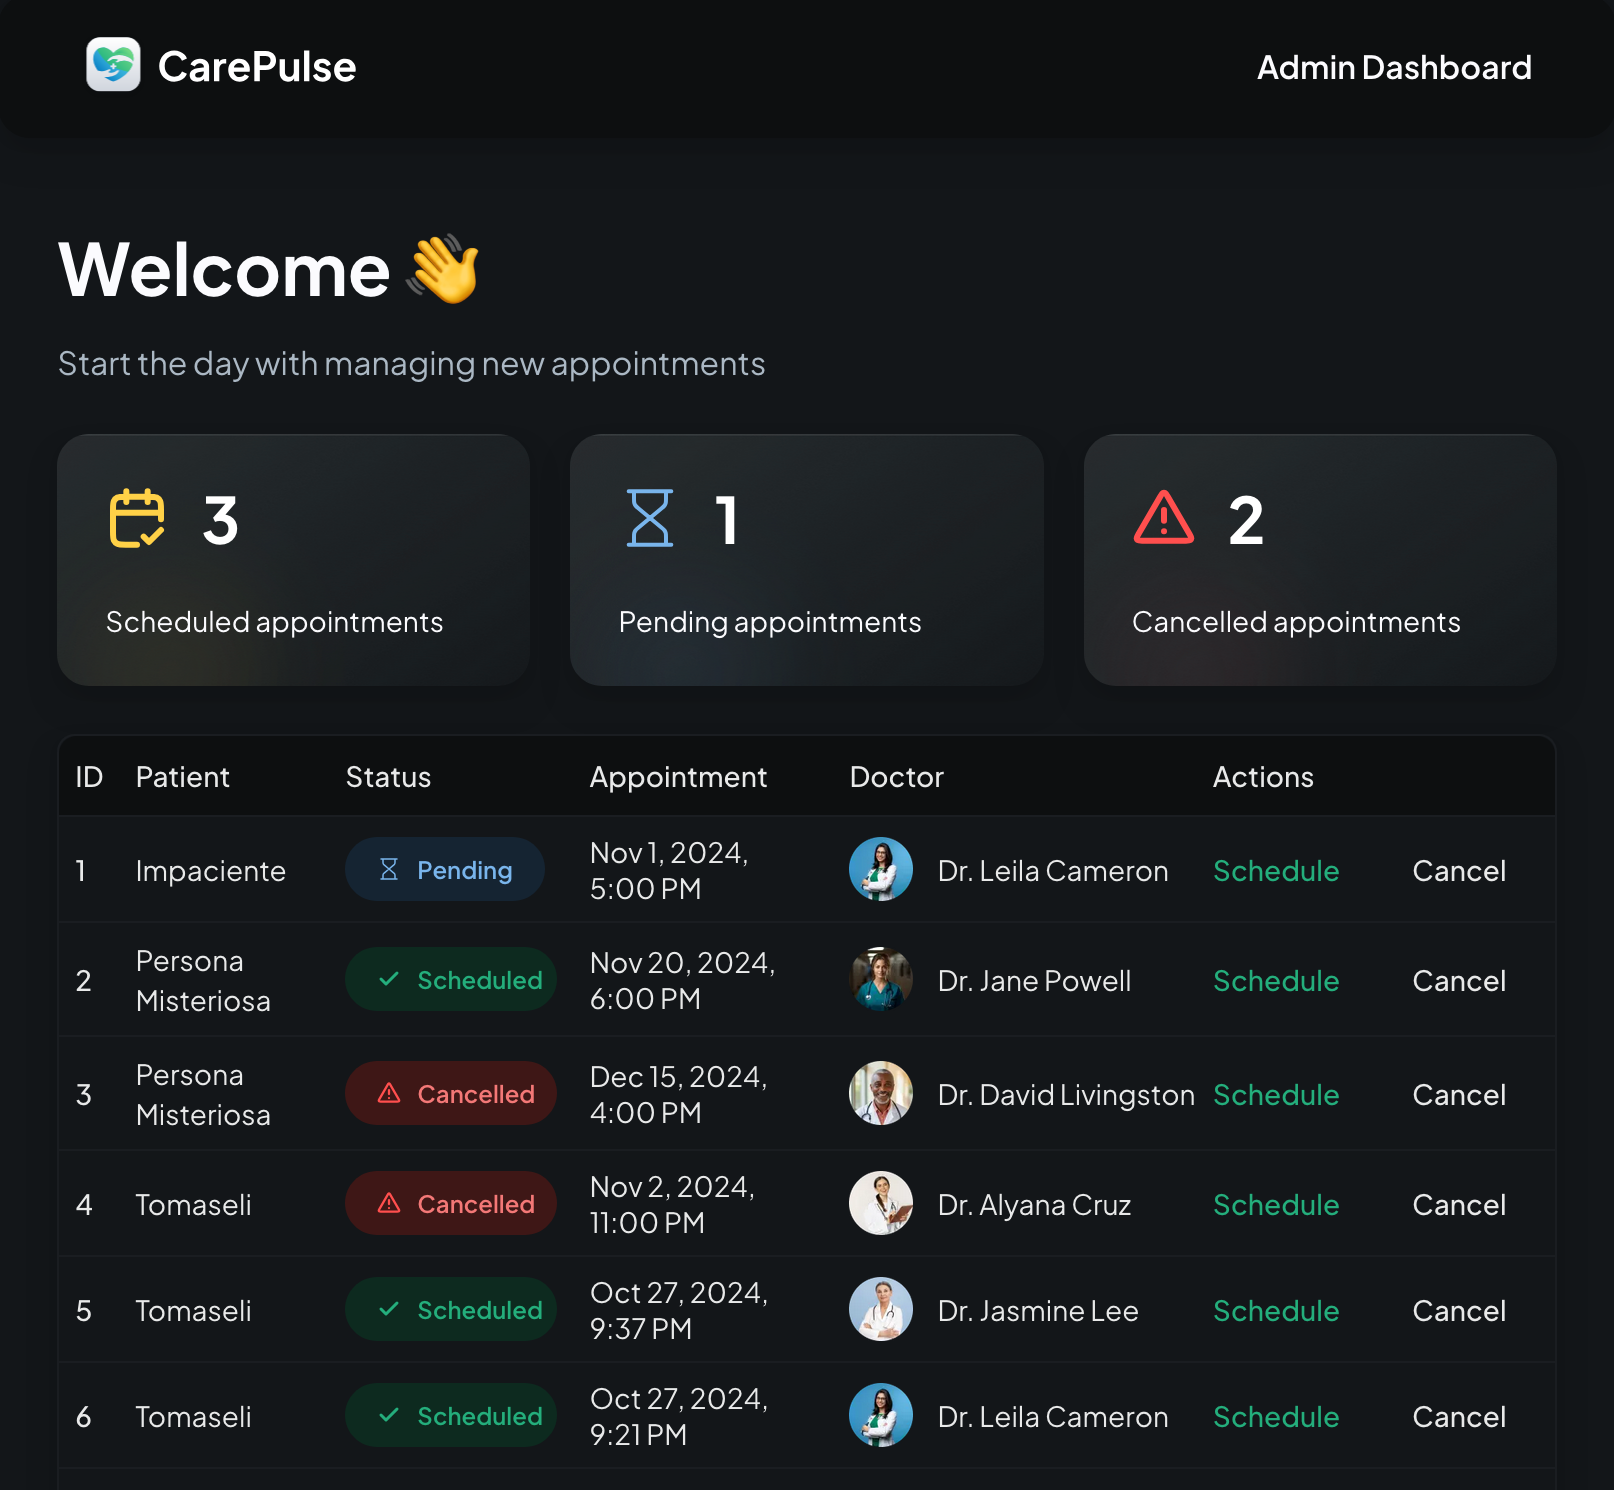 CarePulse
Admin Dashboard
Welcome 👋
Start the day with managing new appointments
3
Scheduled appointments
1
Pending appointments
2
Cancelled appointments
ID Patient Status Appointment Doctor Actions
1 Impaciente Pending Nov 1, 2024, 5:00 PM Dr. Leila Cameron Schedule Cancel
2 Persona Misteriosa Scheduled Nov 20, 2024, 6:00 PM Dr. Jane Powell Schedule Cancel
3 Persona Misteriosa Cancelled Dec 15, 2024, 4:00 PM Dr. David Livingston Schedule Cancel
4 Tomaseli Cancelled Nov 2, 2024, 11:00 PM Dr. Alyana Cruz Schedule Cancel
5 Tomaseli Scheduled Oct 27, 2024, 9:37 PM Dr. Jasmine Lee Schedule Cancel
6 Tomaseli Scheduled Oct 27, 2024, 9:21 PM Dr. Leila Cameron Schedule Cancel